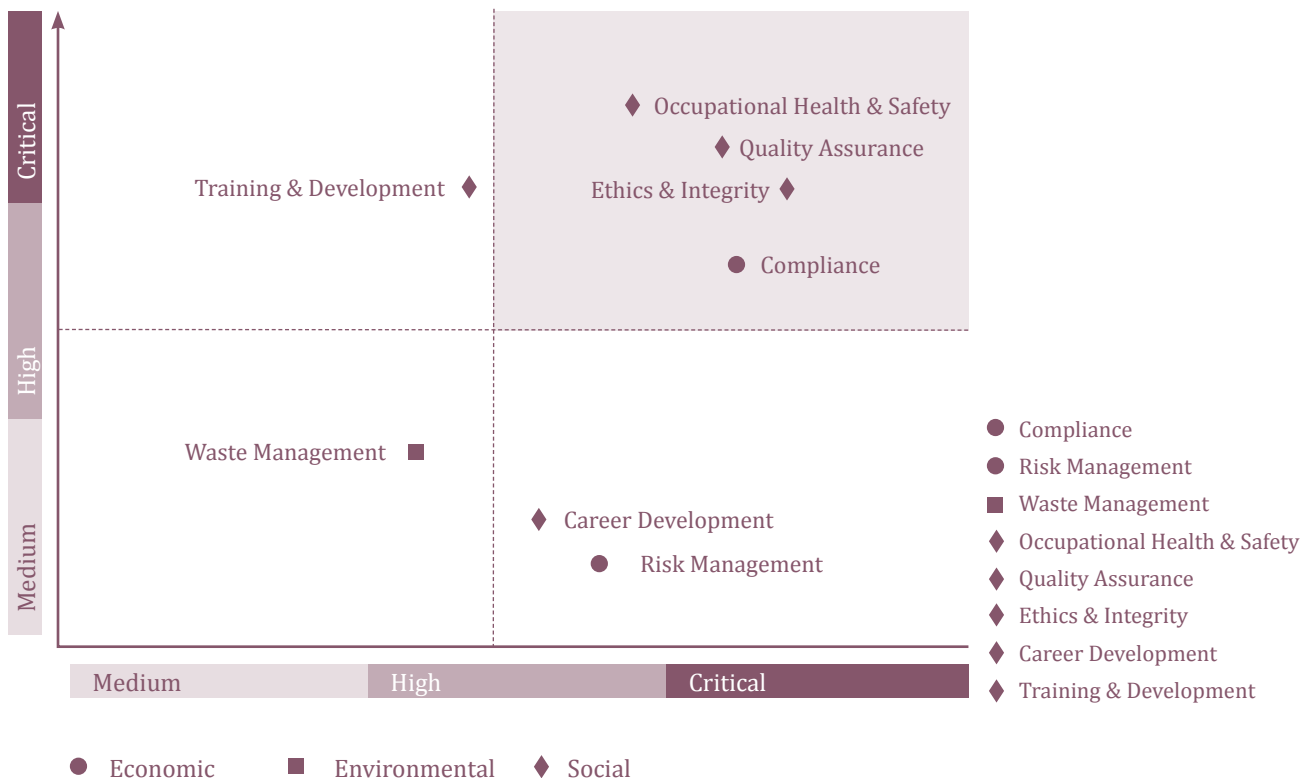 Critical
High
Medium
Occupational Health & Safety
Quality Assurance
Training & Development
Ethics & Integrity
Compliance
Waste Management
Career Development
Risk Management
Medium
High
Critical
Compliance
Risk Management
Waste Management
Occupational Health & Safety
Quality Assurance
Ethics & Integrity
Career Development
Training & Development
Economic
Environmental
Social